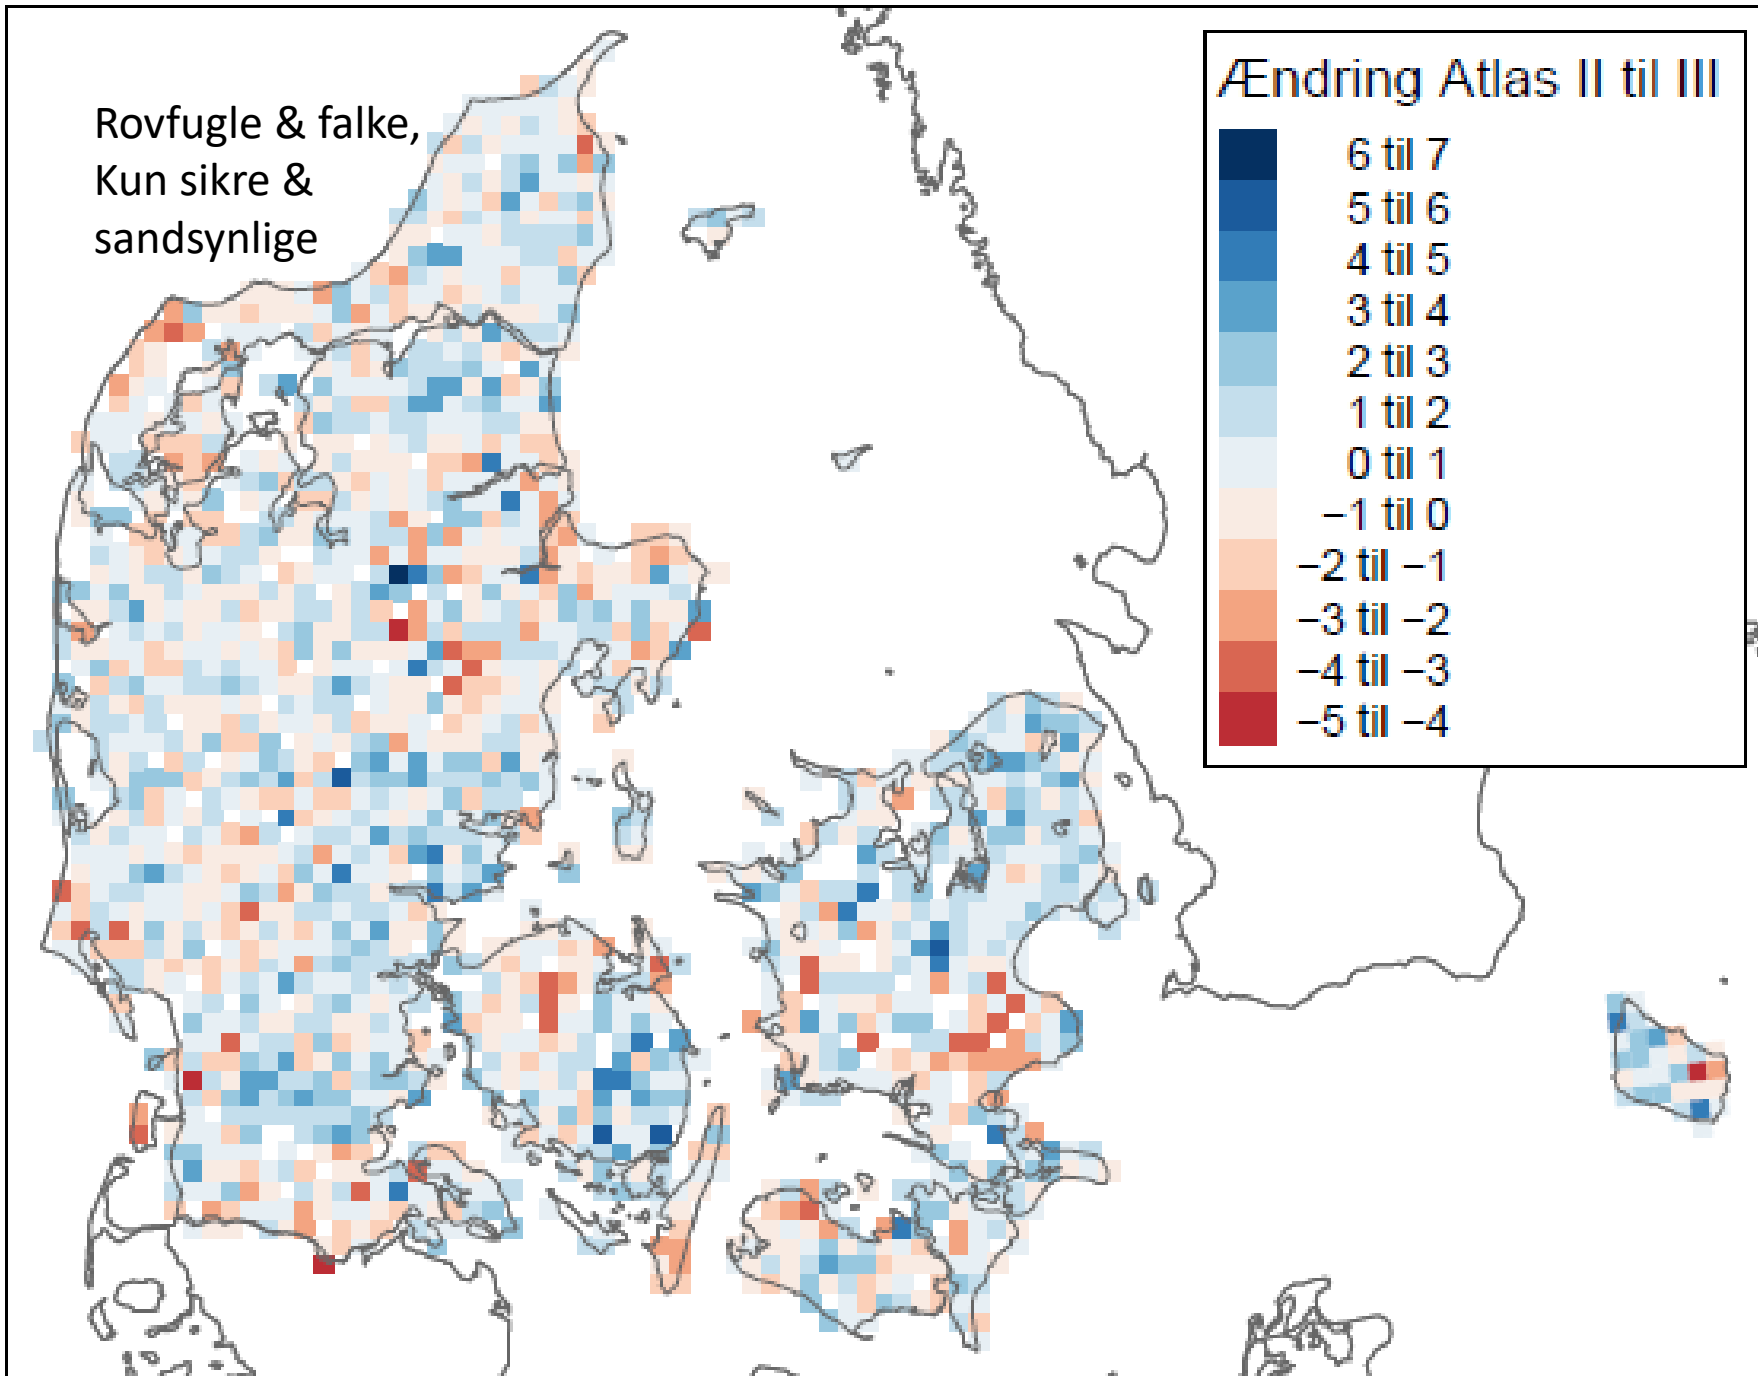 Rovfugle & falke,
Kun sikre &
sandsynlige
Ændring Atlas II til III
6 til 7
5 til 6
4 til 5
3 til 4
2 til 3
1 til 2
0 til 1
−1 til 0
−2 til −1
−3 til −2
−4 til −3
−5 til −4